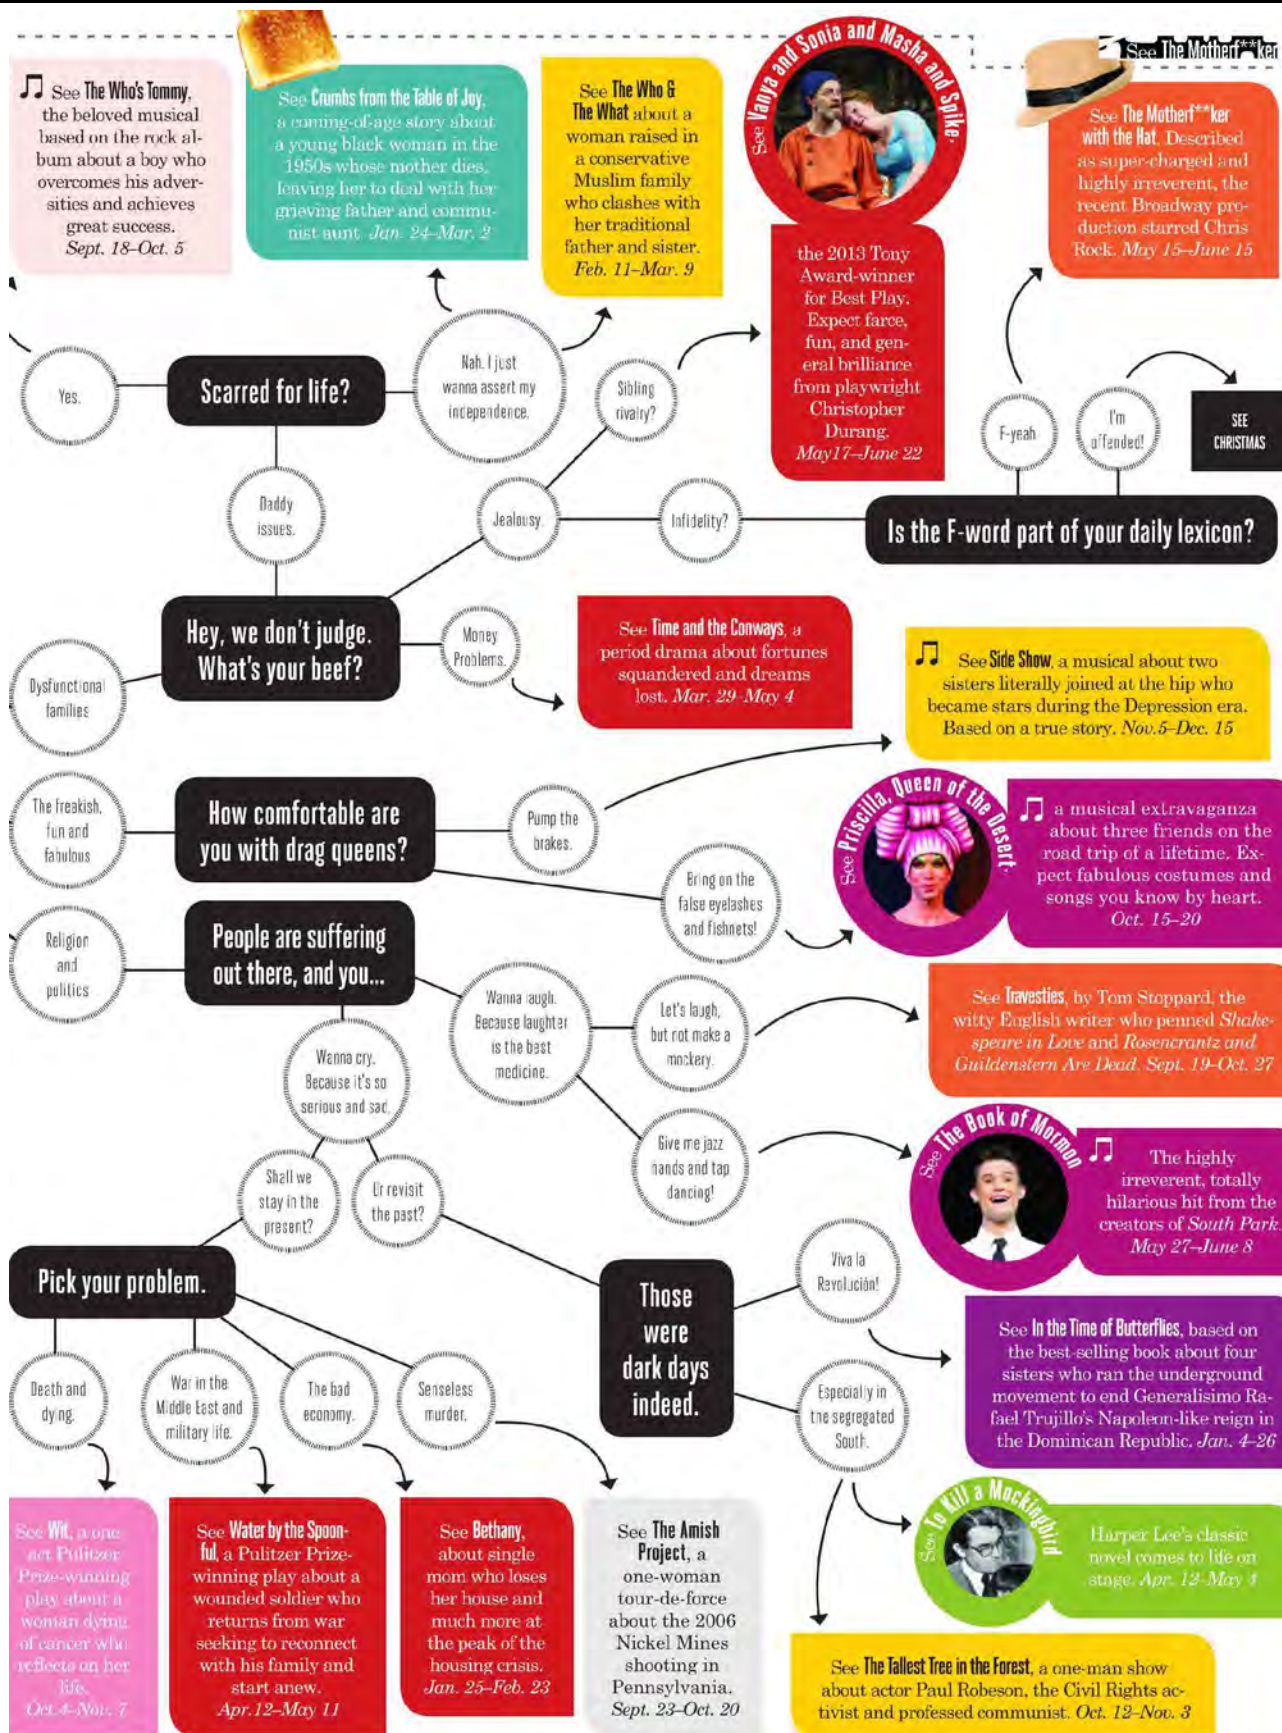 See The Motherf**ker
See The Who's Tommy,
the beloved musical
based on the rock al-
bum about a boy who
overcomes his adver-
sities and achieves
great success.
Sept. 18–Oct. 5
See Crumbs from the Table of Joy,
a coming-of-age story about
a young black woman in the
1950s whose mother dies,
leaving her to deal with her
grieving father and commu-
nist aunt. Jan. 24–Mar. 2
See The Who &
The What about a
woman raised in
a conservative
Muslim family
who clashes with
her traditional
father and sister.
Feb. 11–Mar. 9
See Vanya and Sonia and Masha and Spike,
the 2013 Tony
Award-winner
for Best Play.
Expect farce,
fun, and gen-
eral brilliance
from playwright
Christopher
Durang.
May17–June 22
See The Motherf**ker
with the Hat. Described
as super-charged and
highly irreverent, the
recent Broadway pro-
duction starred Chris
Rock. May 15–June 15
Yes.
Scarred for life?
Nah. I just
wanna assert my
independence.
Sibling
rivalry?
F-yeah
I'm
offended!
SEE
CHRISTMAS
Daddy
issues.
Jealousy.
Infidelity?
Is the F-word part of your daily lexicon?
Hey, we don't judge.
What's your beef?
Money
Problems.
See Time and the Conways, a
period drama about fortunes
squandered and dreams
lost. Mar. 29–May 4
Dysfunctional
families
See Side Show, a musical about two
sisters literally joined at the hip who
became stars during the Depression era.
Based on a true story. Nov.5–Dec. 15
The freakish,
fun and
fabulous
How comfortable are
you with drag queens?
Pump the
brakes.
Bring on the
false eyelashes
and fishnets!
See Priscilla, Queen of the Desert,
a musical extravaganza
about three friends on the
road trip of a lifetime. Ex-
pect fabulous costumes and
songs you know by heart.
Oct. 15–20
Religion
and
politics
People are suffering
out there, and you...
Wanna laugh.
Because laughter
is the best
medicine.
Let's laugh,
but not make a
mockery.
See Travesties, by Tom Stoppard, the
witty English writer who penned Shake-
speare in Love and Rosencrantz and
Guildenstern Are Dead. Sept. 19–Oct. 27
Wanna cry.
Because it's so
serious and sad.
Give me jazz
hands and tap
dancing!
See The Book of Mormon
The highly
irreverent, totally
hilarious hit from the
creators of South Park.
May 27–June 8
Shall we
stay in the
present?
Or revisit
the past?
Pick your problem.
Those
were
dark days
indeed.
Viva la
Revolución!
See In the Time of Butterflies, based on
the best-selling book about four
sisters who ran the underground
movement to end Generalisimo Ra-
fael Trujillo's Napoleon-like reign in
the Dominican Republic. Jan. 4–26
Death and
dying.
War in the
Middle East and
military life.
The bad
economy.
Senseless
murder.
Especially in
the segregated
South.
See To Kill a Mockingbird
Harper Lee's classic
novel comes to life on
stage. Apr. 12–May 4
See Wit, a one-
act Pulitzer
Prize-winning
play about a
woman dying
of cancer who
reflects on her
life.
Oct.4–Nov. 7
See Water by the Spoon-
ful, a Pulitzer Prize-
winning play about a
wounded soldier who
returns from war
seeking to reconnect
with his family and
start anew.
Apr.12–May 11
See Bethany,
about single
mom who loses
her house and
much more at
the peak of the
housing crisis.
Jan. 25–Feb. 23
See The Amish
Project, a
one-woman
tour-de-force
about the 2006
Nickel Mines
shooting in
Pennsylvania.
Sept. 23–Oct. 20
See The Tallest Tree in the Forest, a one-man show
about actor Paul Robeson, the Civil Rights ac-
tivist and professed communist. Oct. 12–Nov. 3